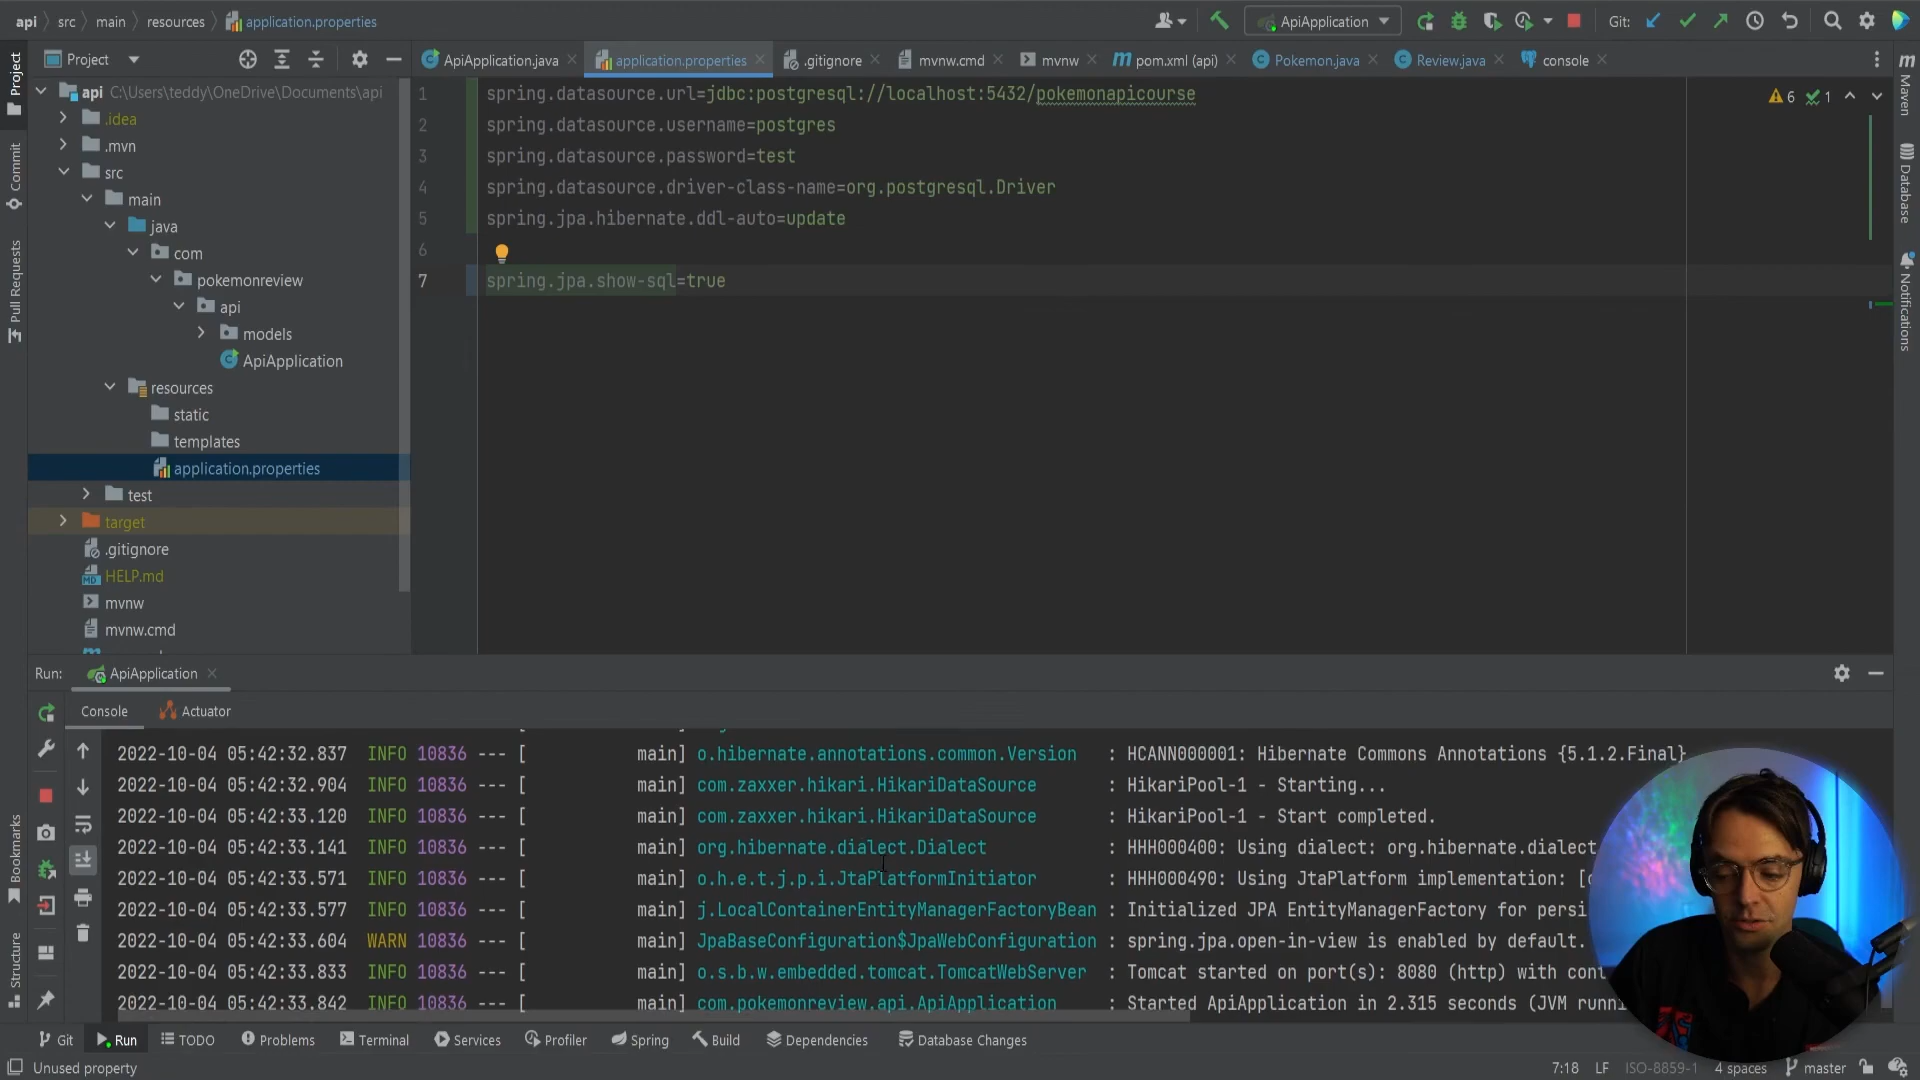 api src main resources application.properties
ApiApplication Git:
Project
ApiApplication.java application.properties .gitignore mvnw.cmd mvnw pom.xml (api) Pokemon.java Review.java console
api C:\Users\teddy\OneDrive\Documents\api
.idea
.mvn
src
main
java
com
pokemonreview
api
models
ApiApplication
resources
static
templates
application.properties
test
target
.gitignore
HELP.md
mvnw
mvnw.cmd
1 spring.datasource.url=jdbc:postgresql://localhost:5432/pokemonapicourse
2 spring.datasource.username=postgres
3 spring.datasource.password=test
4 spring.datasource.driver-class-name=org.postgresql.Driver
5 spring.jpa.hibernate.ddl-auto=update
6
7 spring.jpa.show-sql=true
6 1
Project
Commit
Pull Requests
Bookmarks
Structure
Maven
Database
Notifications
Run: ApiApplication
Console Actuator
2022-10-04 05:42:32.837 INFO 10836 --- [ main] o.hibernate.annotations.common.Version : HCANN000001: Hibernate Commons Annotations {5.1.2.Final}
2022-10-04 05:42:32.904 INFO 10836 --- [ main] com.zaxxer.hikari.HikariDataSource : HikariPool-1 - Starting...
2022-10-04 05:42:33.120 INFO 10836 --- [ main] com.zaxxer.hikari.HikariDataSource : HikariPool-1 - Start completed.
2022-10-04 05:42:33.141 INFO 10836 --- [ main] org.hibernate.dialect.Dialect : HHH000400: Using dialect: org.hibernate.dialect
2022-10-04 05:42:33.571 INFO 10836 --- [ main] o.h.e.t.j.p.i.JtaPlatformInitiator : HHH000490: Using JtaPlatform implementation: [
2022-10-04 05:42:33.577 INFO 10836 --- [ main] j.LocalContainerEntityManagerFactoryBean : Initialized JPA EntityManagerFactory for persi
2022-10-04 05:42:33.604 WARN 10836 --- [ main] JpaBaseConfiguration$JpaWebConfiguration : spring.jpa.open-in-view is enabled by default.
2022-10-04 05:42:33.833 INFO 10836 --- [ main] o.s.b.w.embedded.tomcat.TomcatWebServer : Tomcat started on port(s): 8080 (http) with cont
2022-10-04 05:42:33.842 INFO 10836 --- [ main] com.pokemonreview.api.ApiApplication : Started ApiApplication in 2.315 seconds (JVM runni
Git Run TODO Problems Terminal Services Profiler Spring Build Dependencies Database Changes
Unused property 7:18 LF ISO-8859-1 4 spaces master